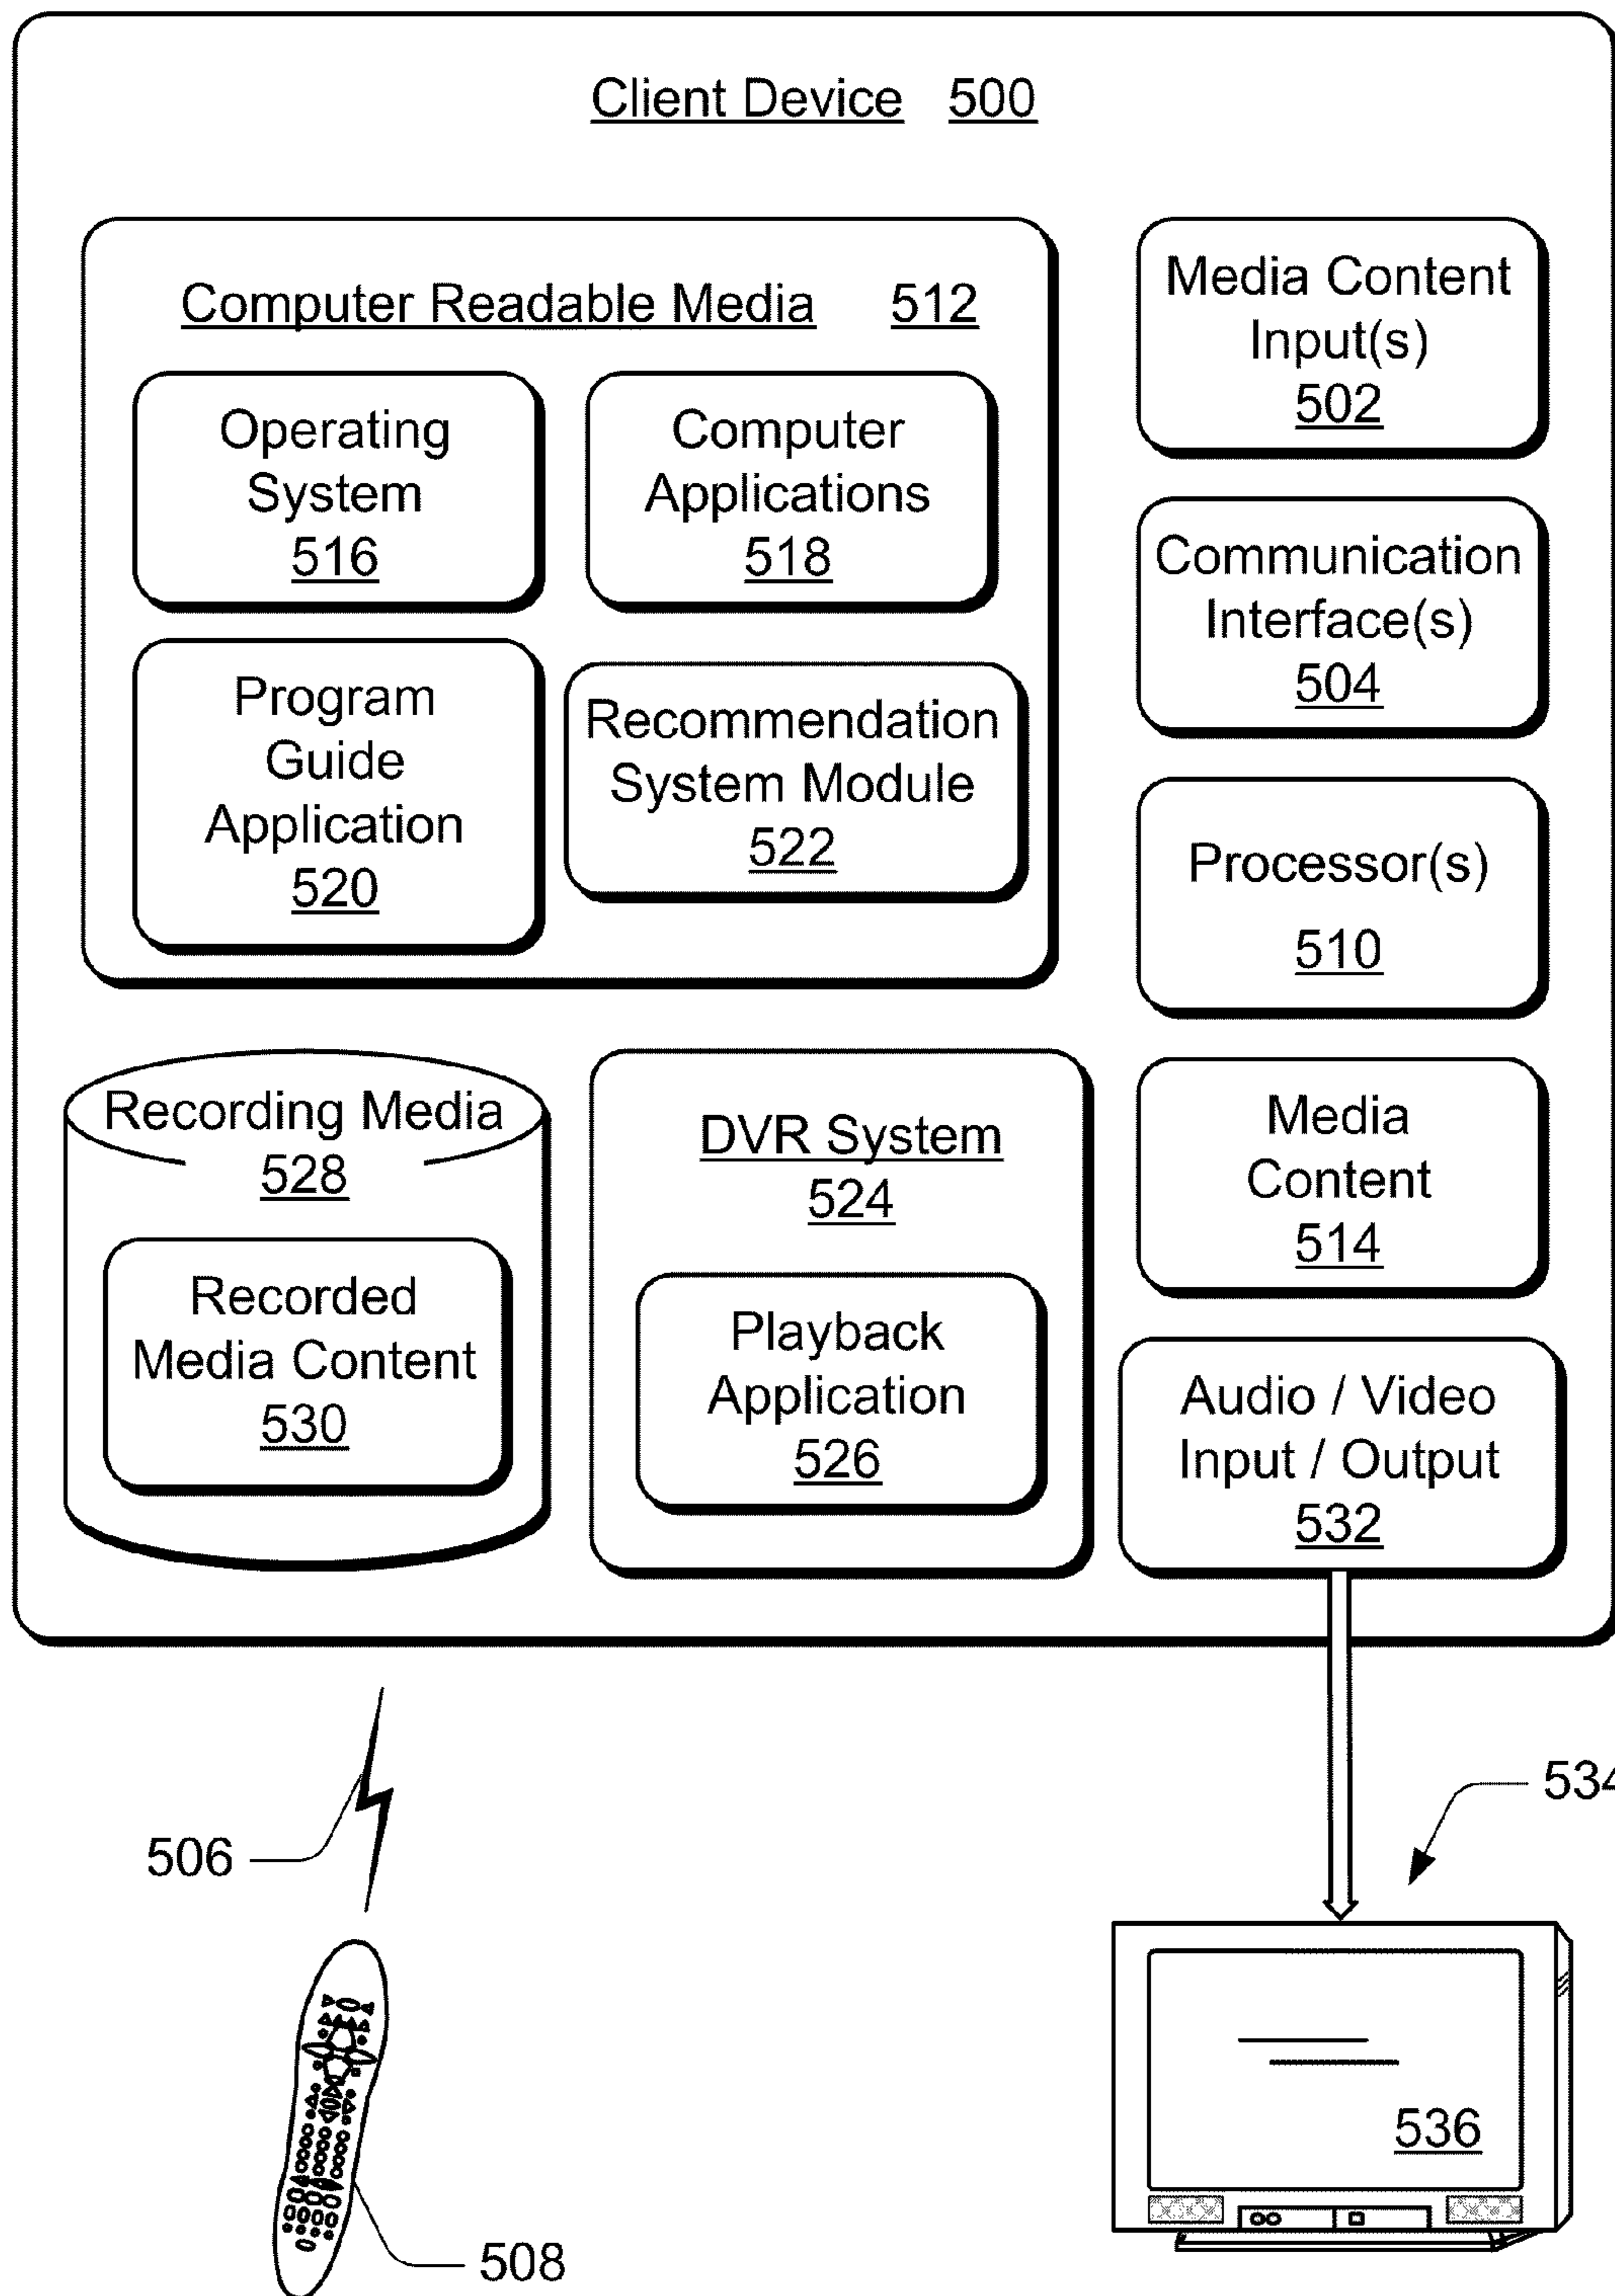 Client Device 500
Computer Readable Media 512
Operating
System
516
Computer
Applications
518
Program
Guide
Application
520
Recommendation
System Module
522
Media Content
Input(s)
502
Communication
Interface(s)
504
Processor(s)
510
Recording Media
528
Recorded
Media Content
530
DVR System
524
Playback
Application
526
Media
Content
514
Audio / Video
Input / Output
532
506
534
536
508